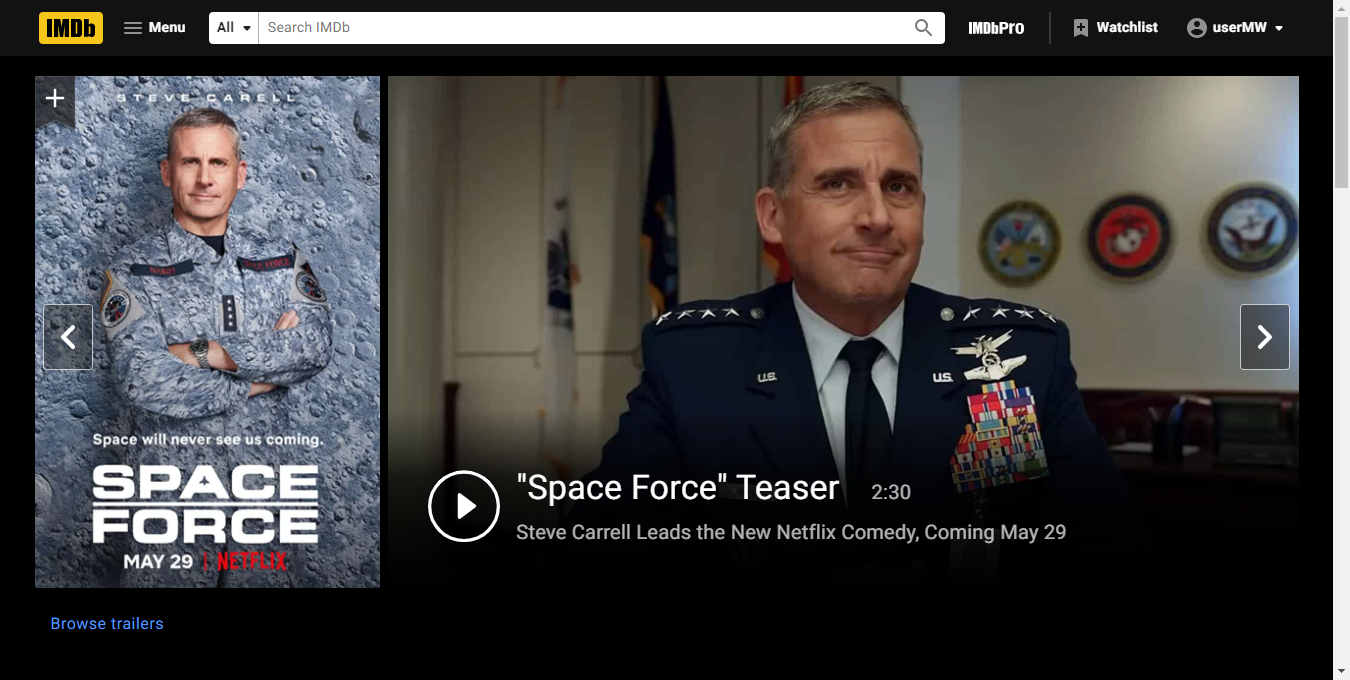 IMDb
Menu
All
Search IMDb
IMDbPro
Watchlist
userMW
STEVE CARELL
Space will never see us coming.
SPACE
FORCE
MAY 29 | NETFLIX
U.S.
U.S.
"Space Force" Teaser 2:30
Steve Carrell Leads the New Netflix Comedy, Coming May 29
Browse trailers